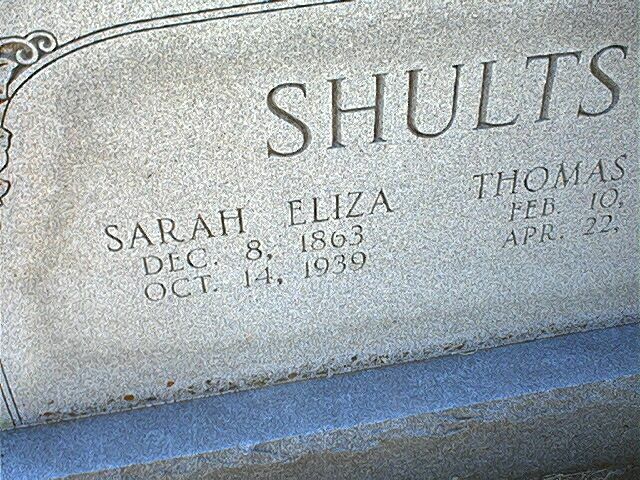 SHULTS
SARAH ELIZA
DEC. 8, 1863
OCT. 14, 1939
THOMAS
FEB. 10,
APR. 22,